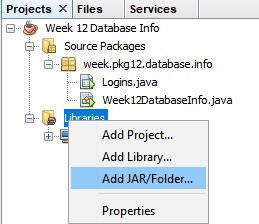 Projects × Files Services
Week 12 Database Info
Source Packages
week.pkg12.database.info
Logins.java
Week12DatabaseInfo.java
Libraries
Add Project...
Add Library...
Add JAR/Folder...
Properties